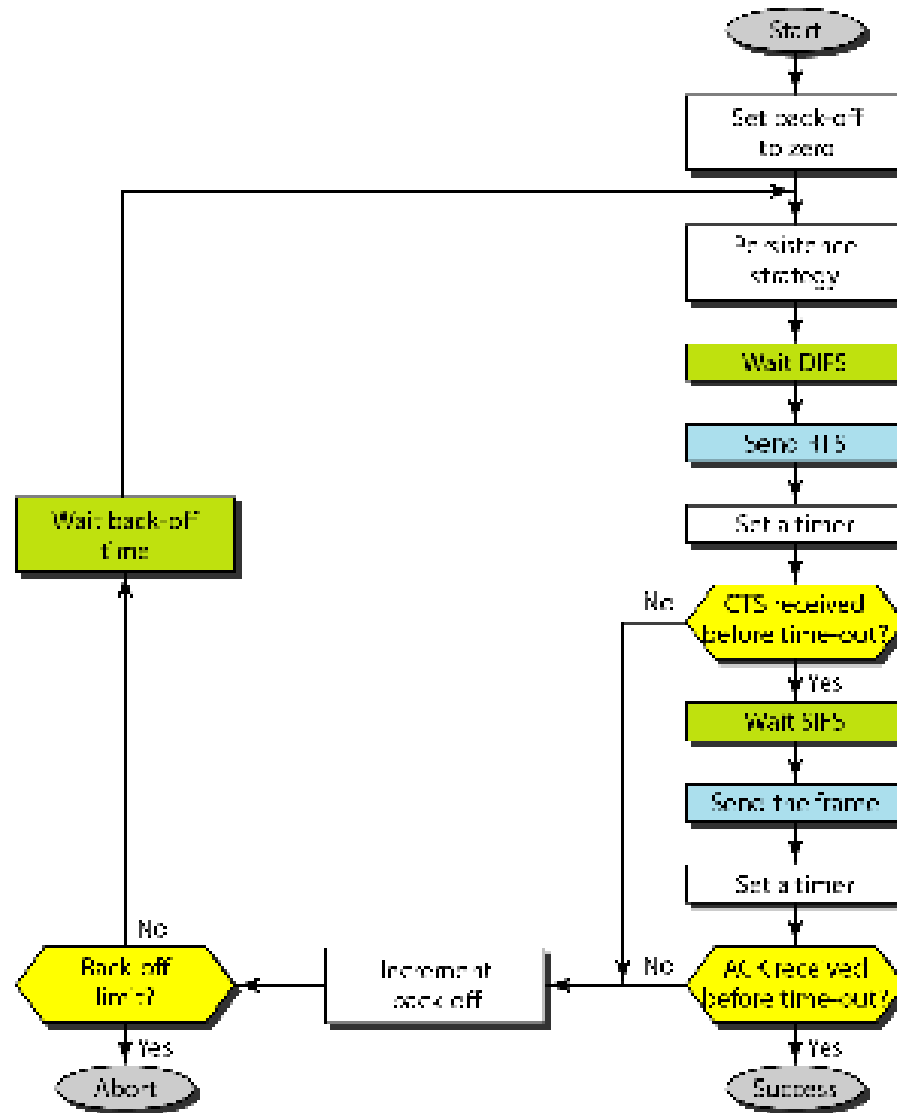 Start
Set back-off
to zero
Persistence
strategy
Wait DIFS
Send RTS
Set a timer
Wait back-off
time
No
CTS received
before time-out?
Yes
Wait SIFS
Send the frame
Set a timer
No
Back-off
limit?
Increment
back-off
No
ACK received
before time-out?
Yes
Yes
Abort
Success